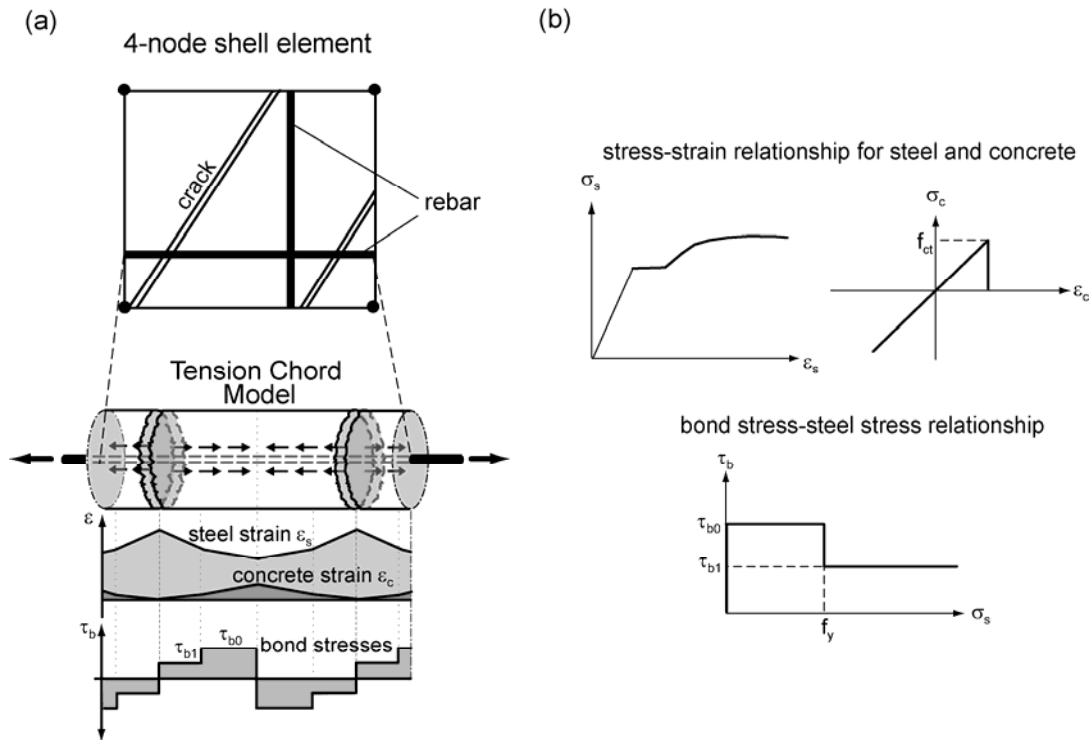 (a)
4-node shell element
crack
rebar
Tension Chord
Model
ε
steel strain εs
concrete strain εc
τb
τb1
τb0
bond stresses
(b)
stress-strain relationship for steel and concrete
σs
εs
σc
fct
εc
bond stress-steel stress relationship
τb
τb0
τb1
fy
σs